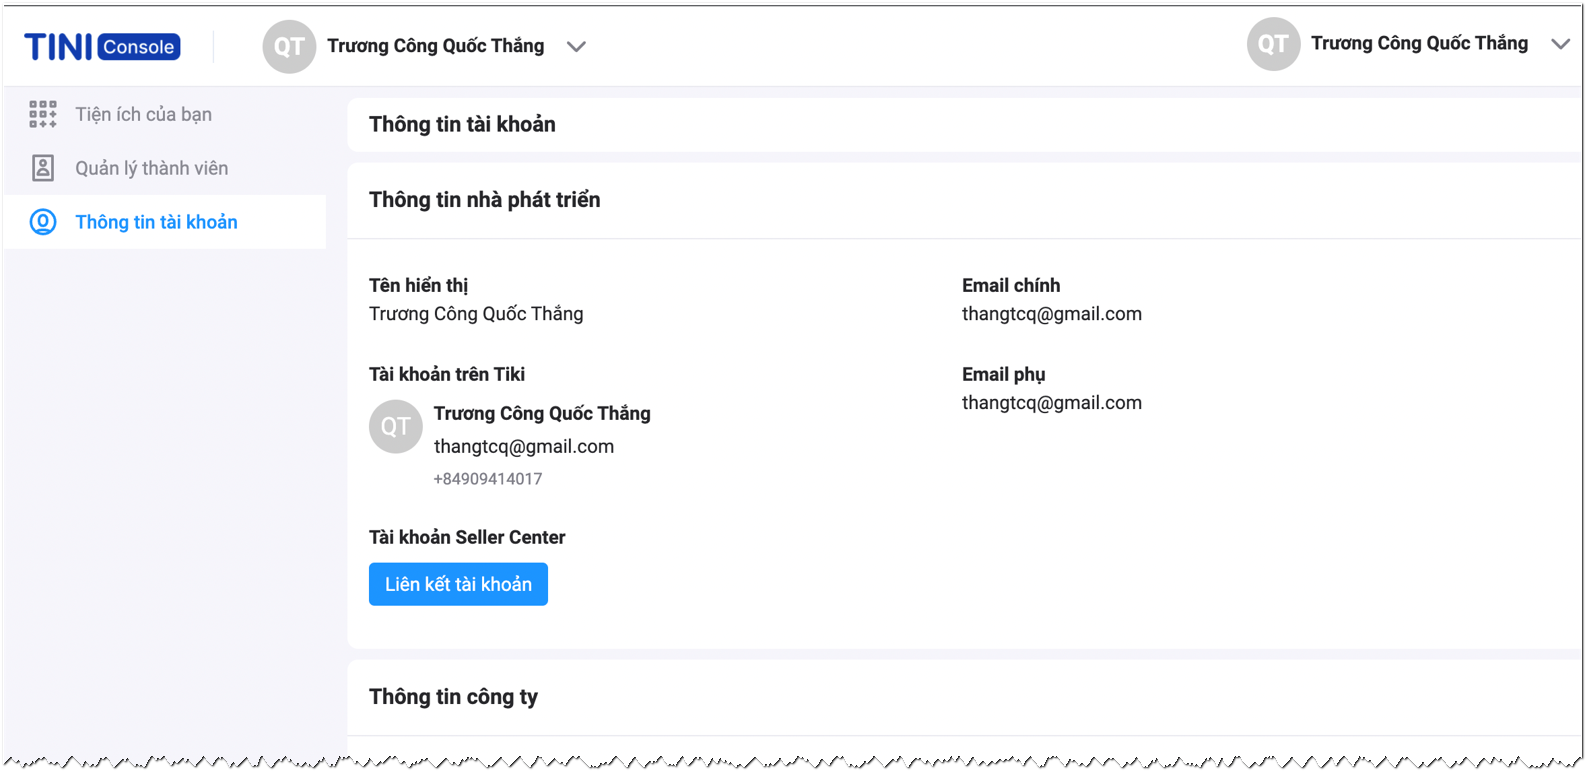 TINI Console
QT Trương Công Quốc Thắng
QT Trương Công Quốc Thắng
Tiện ích của bạn
Quản lý thành viên
Thông tin tài khoản
Thông tin tài khoản
Thông tin nhà phát triển
Tên hiển thị
Trương Công Quốc Thắng
Email chính
thangtcq@gmail.com
Tài khoản trên Tiki
QT
Trương Công Quốc Thắng
thangtcq@gmail.com
+84909414017
Email phụ
thangtcq@gmail.com
Tài khoản Seller Center
Liên kết tài khoản
Thông tin công ty